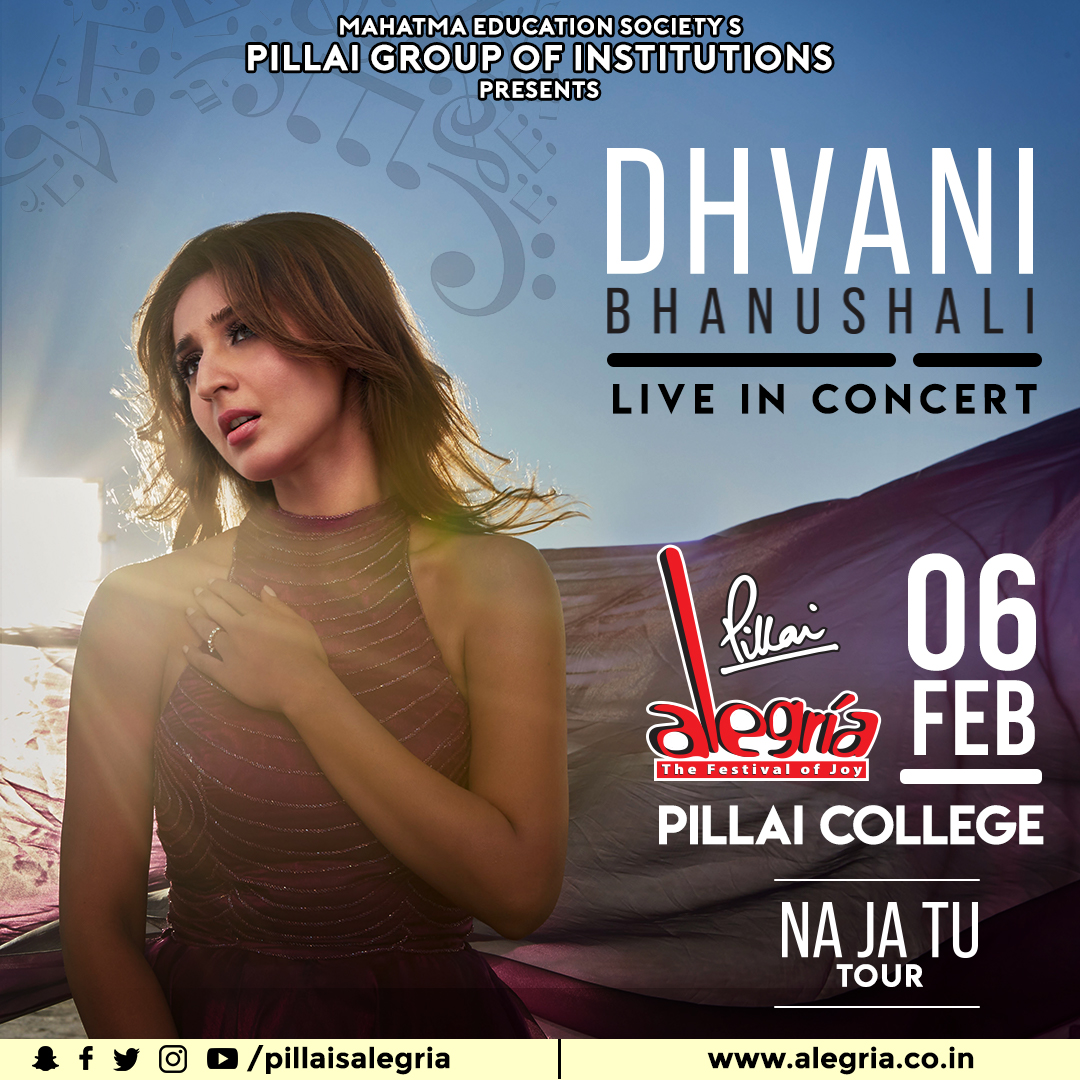 MAHATMA EDUCATION SOCIETY S
PILLAI GROUP OF INSTITUTIONS
PRESENTS
DHVANI
BHANUSHALI
LIVE IN CONCERT
Pillai
alegría
The Festival of Joy
06
FEB
PILLAI COLLEGE
NA JA TU
TOUR
/pillaisalegria
www.alegria.co.in